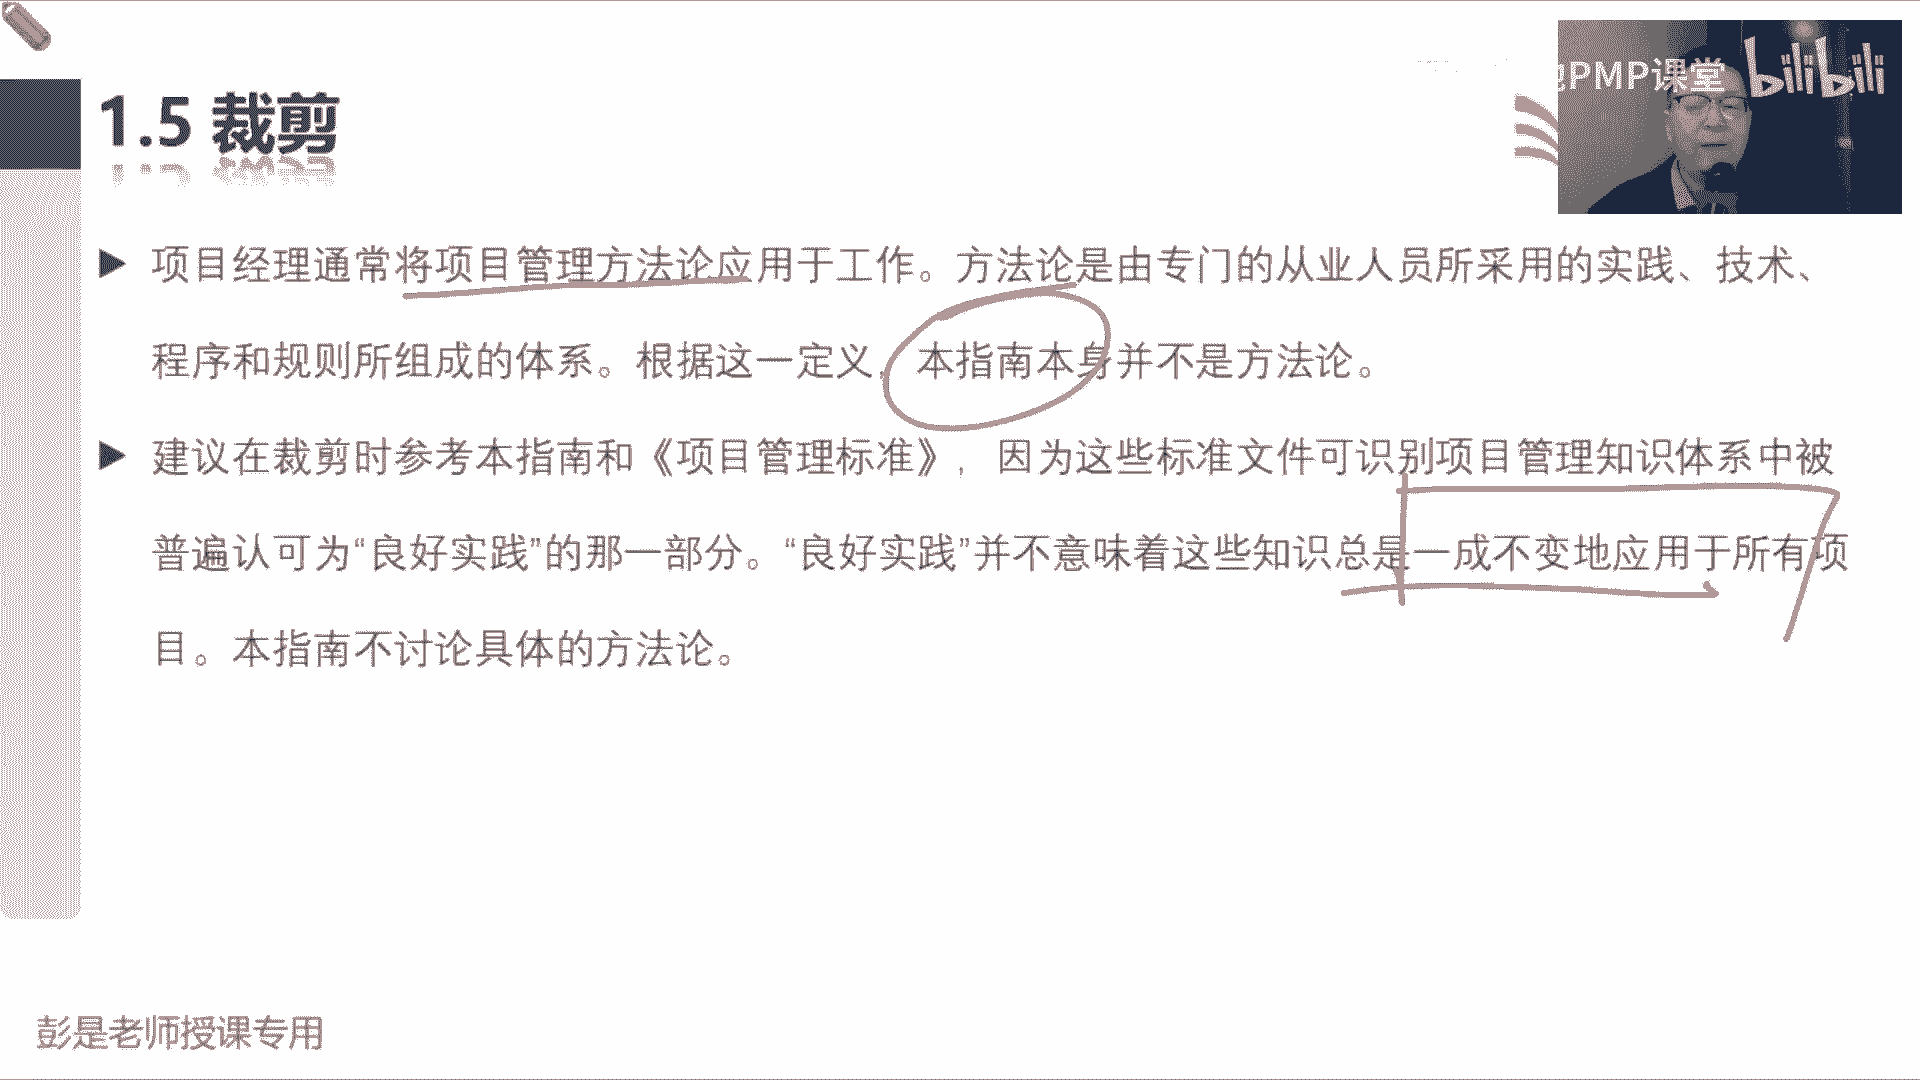 PMP课堂 bilibili
1.5 裁剪
项目经理通常将项目管理方法论应用于工作。方法论是由专门的从业人员所采用的实践、技术、
程序和规则所组成的体系。根据这一定义，本指南本身并不是方法论。
建议在裁剪时参考本指南和《项目管理标准》，因为这些标准文件可识别项目管理知识体系中被
普遍认可为“良好实践”的那一部分。“良好实践”并不意味着这些知识总是一成不变地应用于所有项
目。本指南不讨论具体的方法论。
彭是老师授课专用